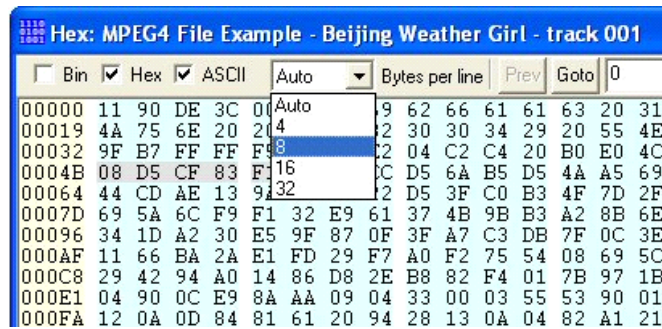 Hex: MPEG4 File Example - Beijing Weather Girl - track 001
Bin Hex ASCII Auto Bytes per line Prev Goto 0
00000 11 90 DE 3C Auto 62 66 61 61 63 20 31
00019 4A 75 6E 20 4 30 30 34 29 20 55 4E
00032 9F B7 FF FF 8 04 C2 C4 20 B0 E0 4C
0004B 08 D5 CF 83 16 D5 6A B5 D5 4A A5 69
00064 44 CD AE 13 32 D5 3F C0 B3 4F 7D 2F
0007D 69 5A 6C F9 F1 32 E9 61 37 4B 9B B3 A2 8B 6E
00096 34 1D A2 30 E5 9F 87 0F 3F A7 C3 DB 7F 0C 3E
000AF 11 66 BA 2A E1 FD 29 F7 A0 F2 75 54 08 69 5C
000C8 29 42 94 A0 14 86 D8 2E B8 82 F4 01 7B 97 1B
000E1 04 90 0C E9 8A AA 09 04 33 00 03 55 53 90 01
000FA 12 0A 0D 84 81 61 20 94 28 13 0A 04 82 A1 21